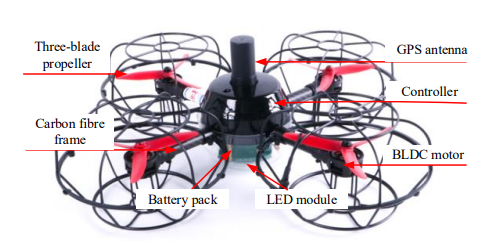 Three-blade
propeller
GPS antenna
Controller
Carbon fibre
frame
BLDC motor
Battery pack
LED module